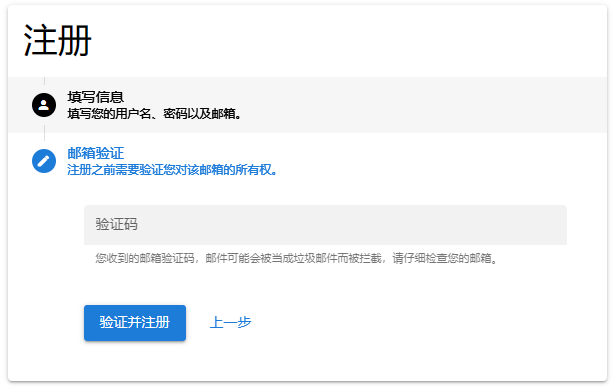 注册
填写信息
填写您的用户名、密码以及邮箱。
邮箱验证
注册之前需要验证您对该邮箱的所有权。
验证码
您收到的邮箱验证码，邮件可能会被当成垃圾邮件而被拦截，请仔细检查您的邮箱。
验证并注册 上一步